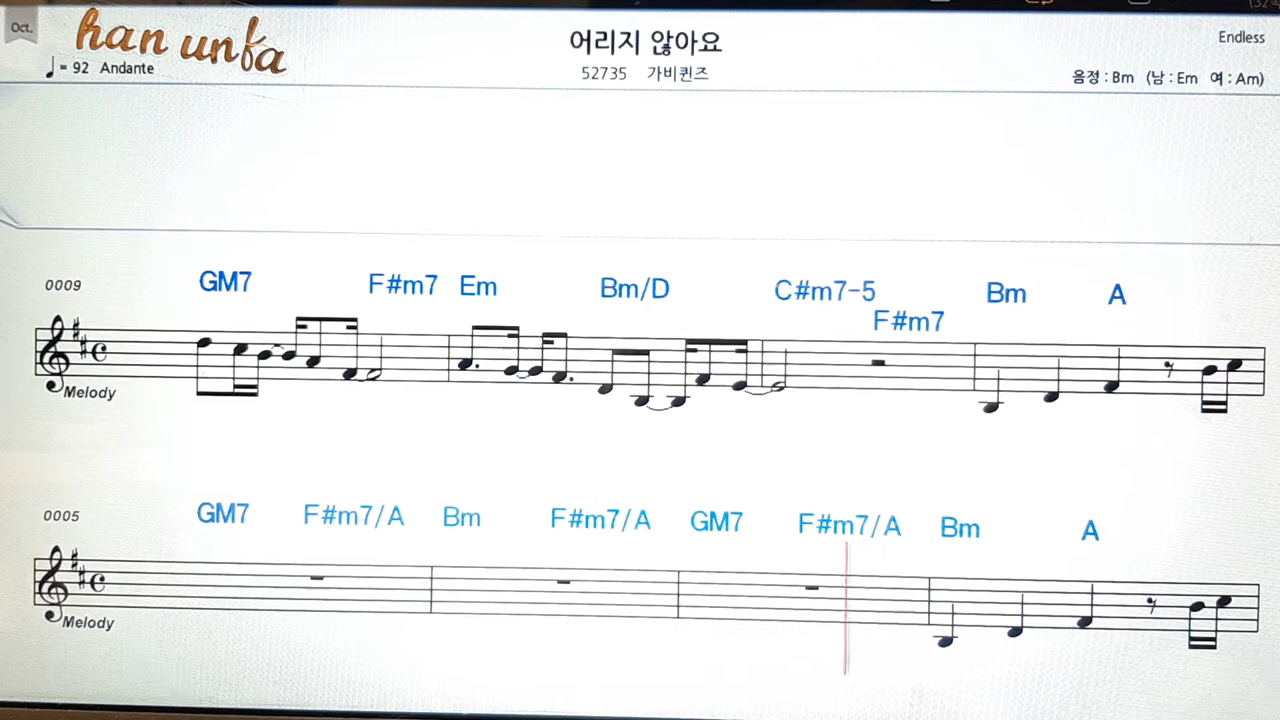 Oct.
han unfa
♩= 92 Andante
어리지 않아요
52735 가비퀸즈
Endless
음정 : Bm (남 : Em 여 : Am)
0009
GM7 F#m7 Em Bm/D C#m7-5 F#m7 Bm A
Melody
0005
GM7 F#m7/A Bm F#m7/A GM7 F#m7/A Bm A
Melody